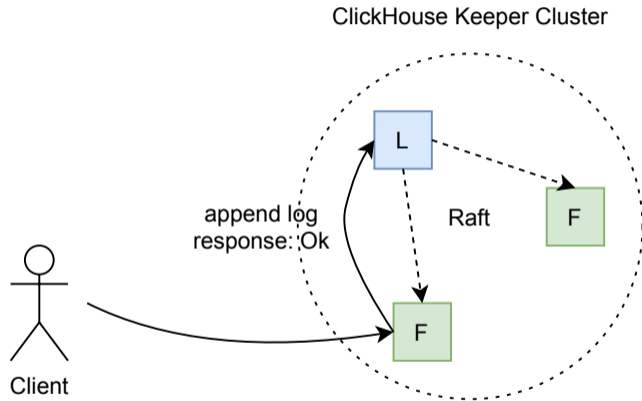 ClickHouse Keeper Cluster
L
append log
response: Ok
Raft
F
F
Client